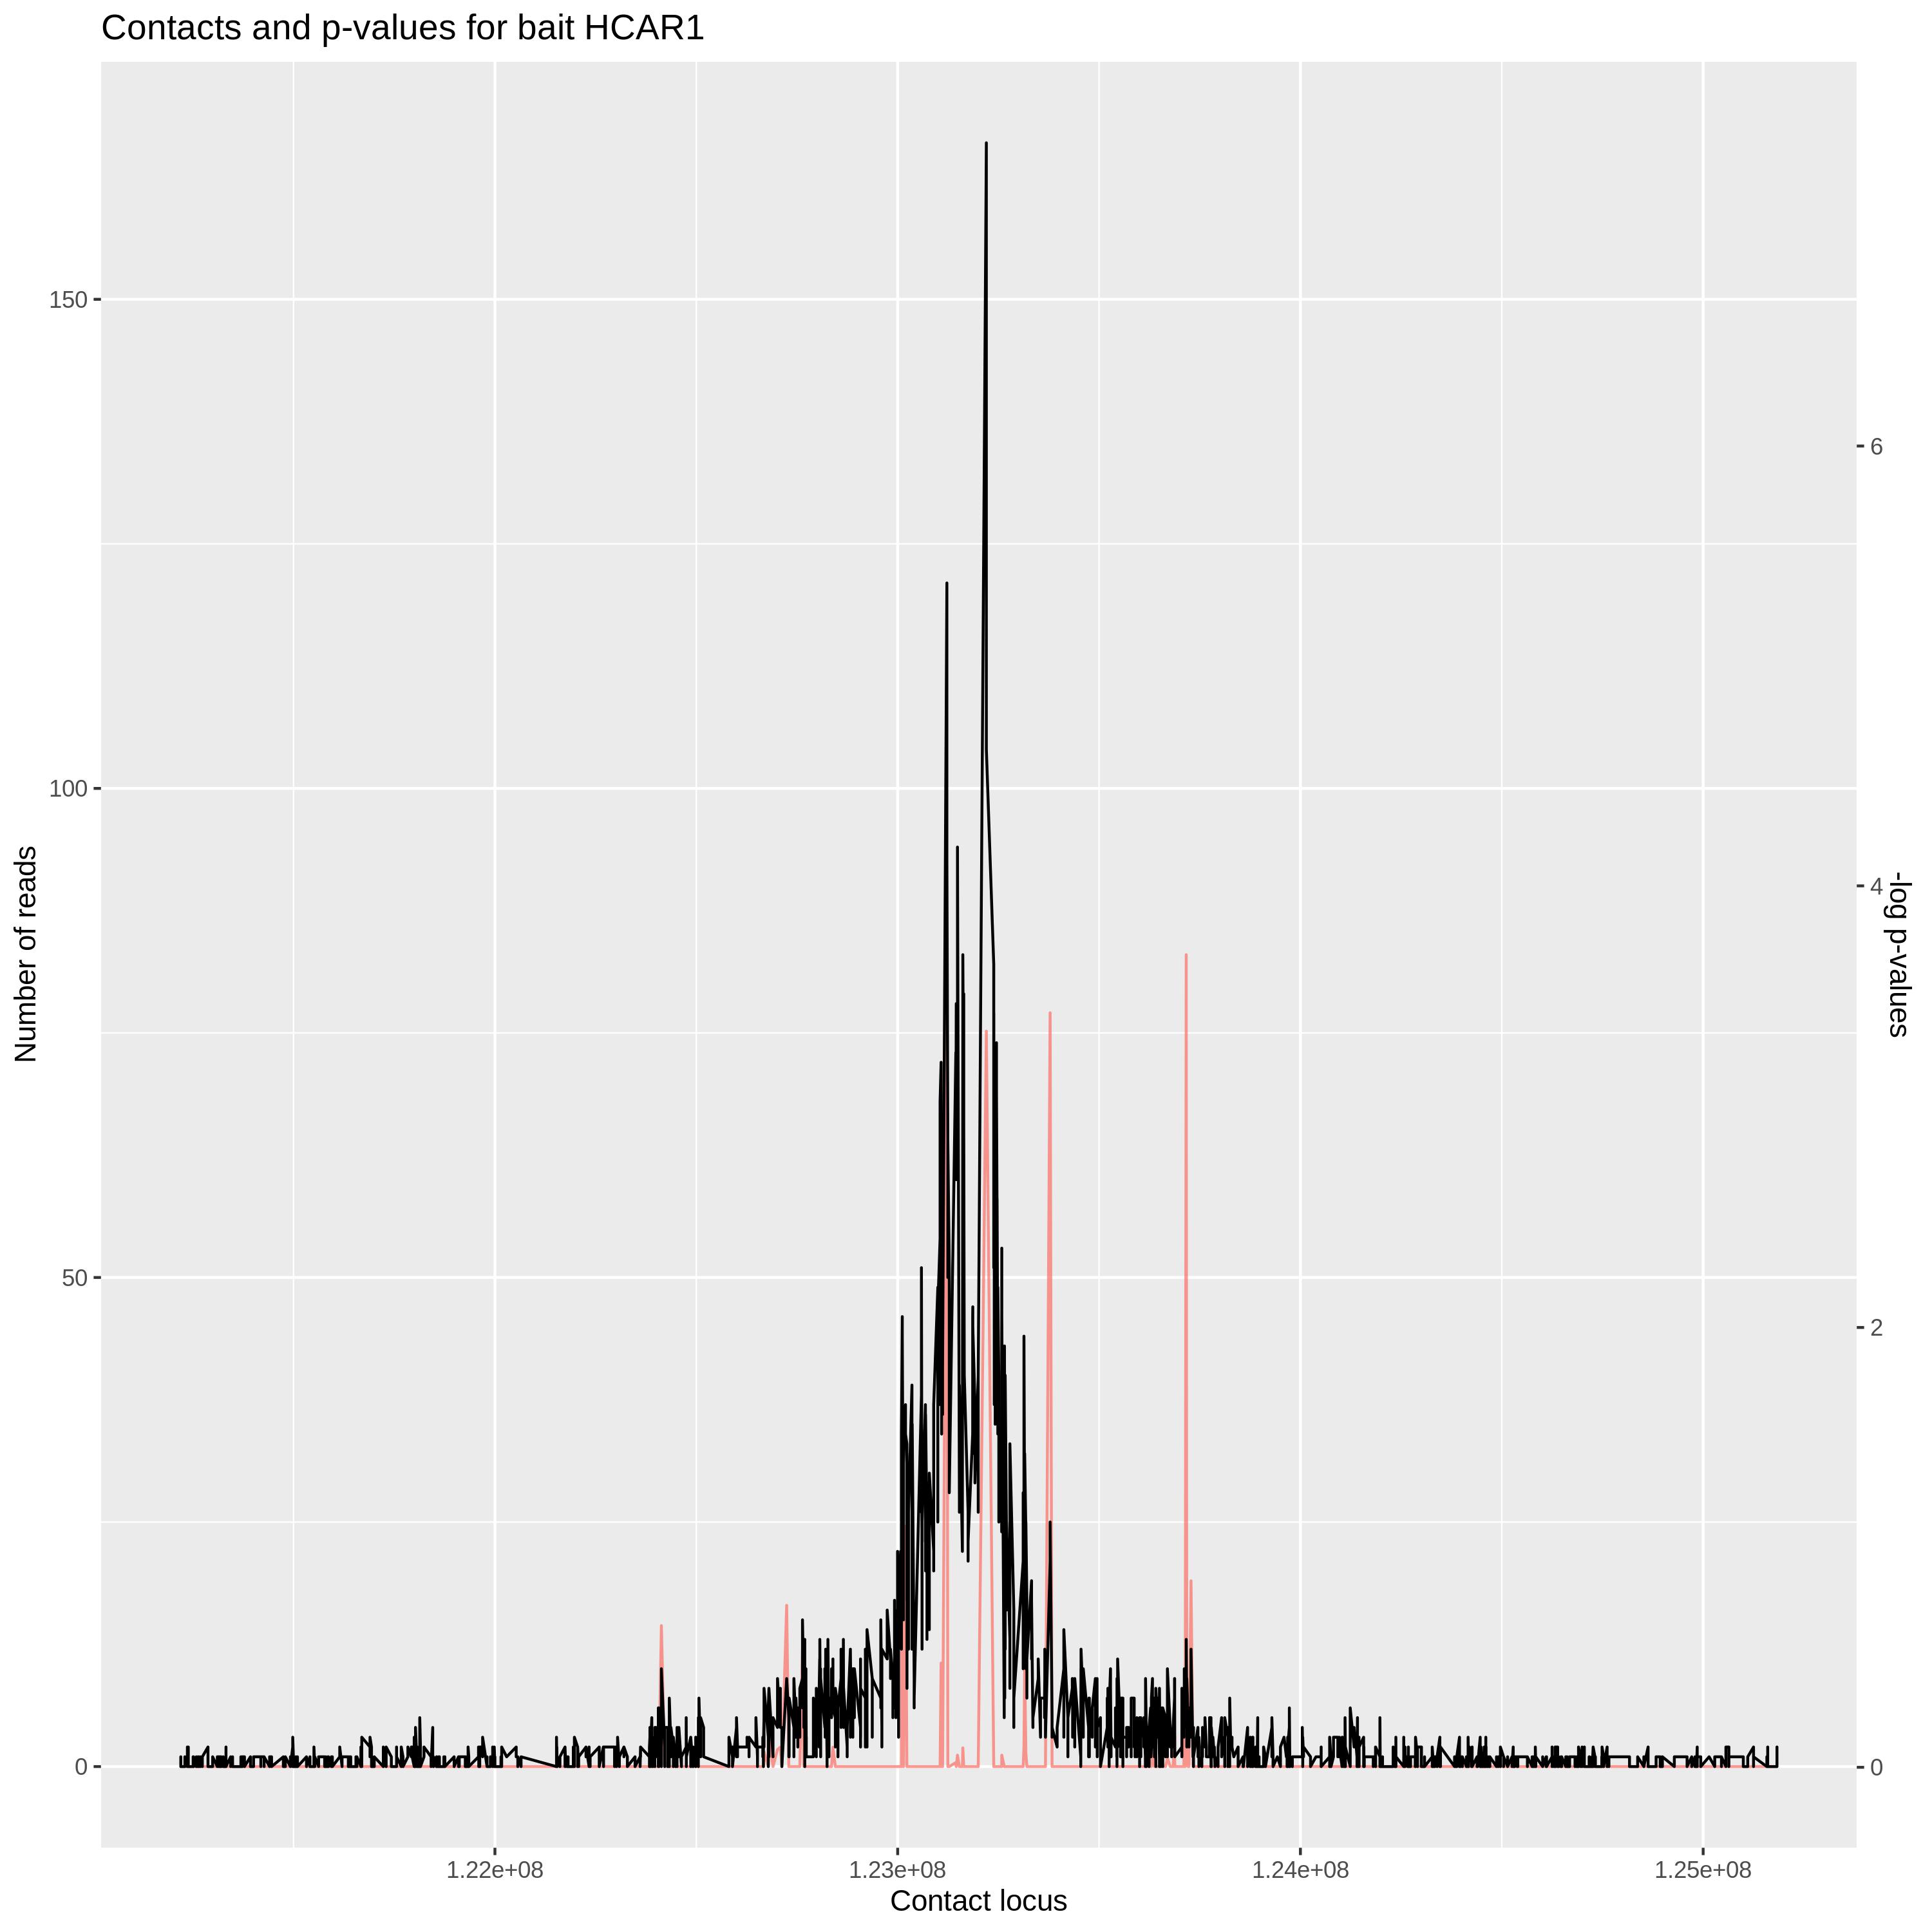 Contacts and p-values for bait HCAR1
Number of reads
150
100
50
0
6
4
2
0
-log p-values
1.22e+08
1.23e+08
1.24e+08
1.25e+08
Contact locus